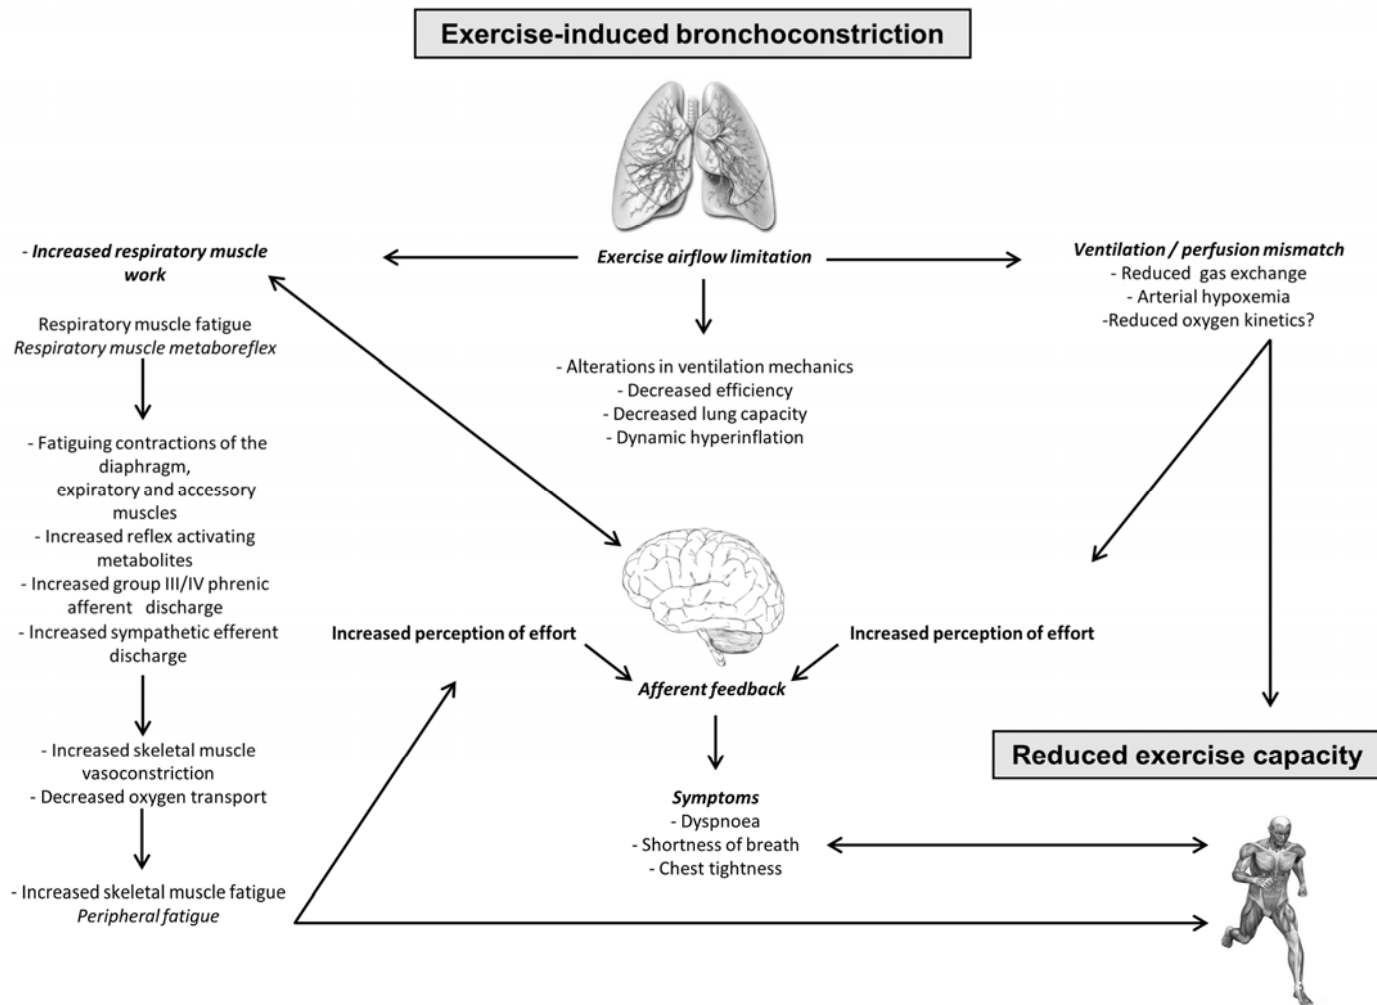 Exercise-induced bronchoconstriction
- Increased respiratory muscle
work
Respiratory muscle fatigue
Respiratory muscle metaboreflex
- Fatiguing contractions of the
diaphragm,
expiratory and accessory
muscles
- Increased reflex activating
metabolites
- Increased group III/IV phrenic
afferent discharge
- Increased sympathetic efferent
discharge
- Increased skeletal muscle
vasoconstriction
- Decreased oxygen transport
- Increased skeletal muscle fatigue
Peripheral fatigue
Exercise airflow limitation
- Alterations in ventilation mechanics
- Decreased efficiency
- Decreased lung capacity
- Dynamic hyperinflation
Ventilation / perfusion mismatch
- Reduced gas exchange
- Arterial hypoxemia
-Reduced oxygen kinetics?
Increased perception of effort
Increased perception of effort
Afferent feedback
Symptoms
- Dyspnoea
- Shortness of breath
- Chest tightness
Reduced exercise capacity